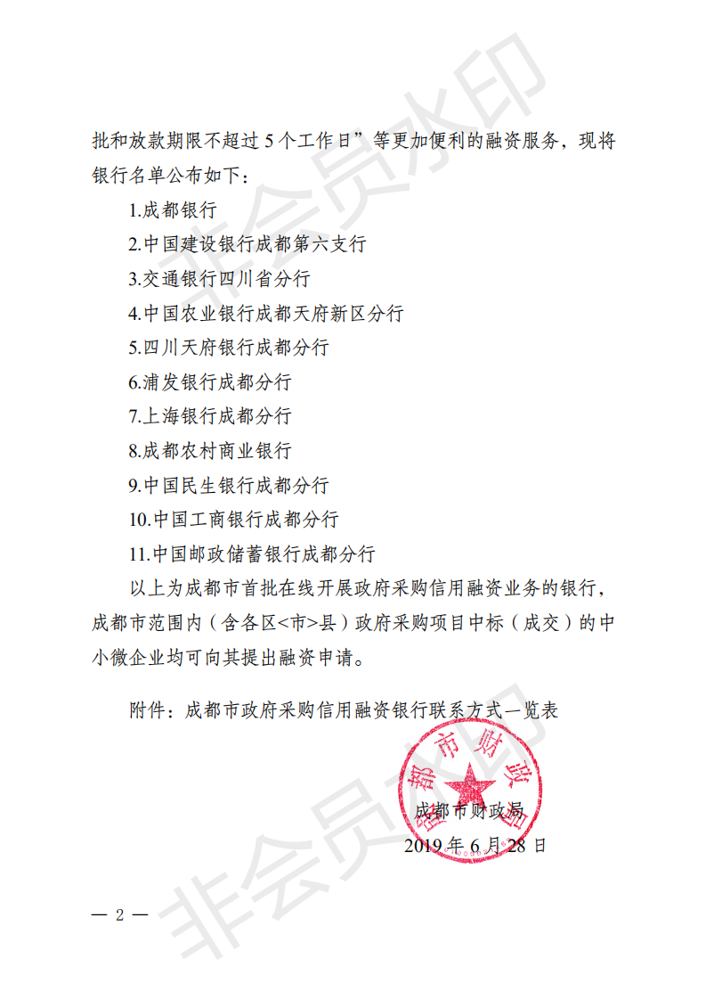 批和放款期限不超过 5 个工作日”等更加便利的融资服务，现将
银行名单公布如下：
1.成都银行
2.中国建设银行成都第六支行
3.交通银行四川省分行
4.中国农业银行成都天府新区分行
5.四川天府银行成都分行
6.浦发银行成都分行
7.上海银行成都分行
8.成都农村商业银行
9.中国民生银行成都分行
10.中国工商银行成都分行
11.中国邮政储蓄银行成都分行
以上为成都市首批在线开展政府采购信用融资业务的银行，
成都市范围内（含各区<市>县）政府采购项目中标（成交）的中
小微企业均可向其提出融资申请。
附件：成都市政府采购信用融资银行联系方式一览表
成都市财政局
成都市财政局
2019 年 6 月 28 日
— 2 —
非会员水印
非会员水印